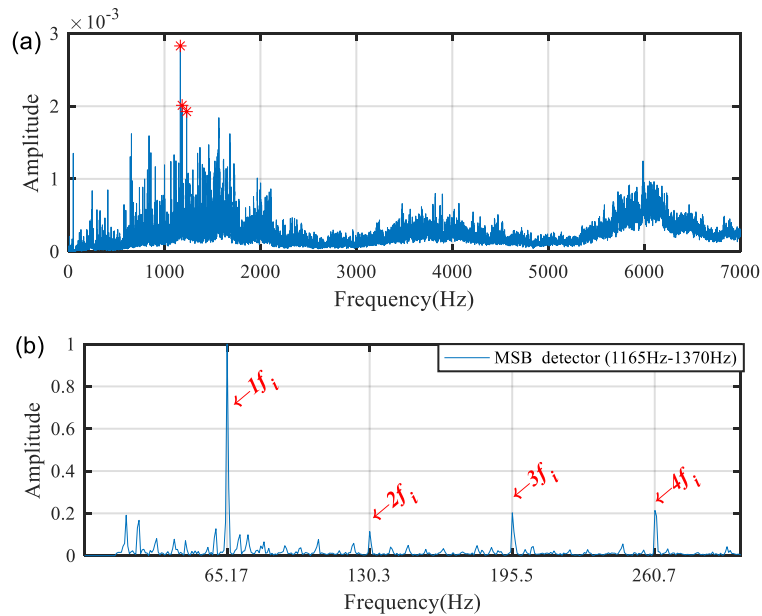 (a)
×10⁻³
3
2
1
0
Amplitude
0 1000 2000 3000 4000 5000 6000 7000
Frequency(Hz)
(b)
MSB detector (1165Hz-1370Hz)
1
0.8
0.6
0.4
0.2
0
Amplitude
←1f i
←2f i
←3f i
←4f i
65.17 130.3 195.5 260.7
Frequency(Hz)